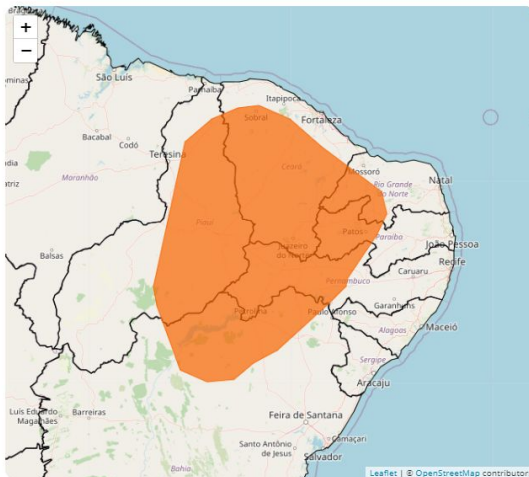 +
−
São Luís
Parnaíba
Itapipoca
Sobral
Fortaleza
Bacabal
Codó
Teresina
Ceará
Mossoró
Maranhão
Rio Grande
do Norte
Natal
Piauí
Patos
Paraíba
João Pessoa
Balsas
Juazeiro
do Norte
Recife
Pernambuco
Caruaru
Garanhuns
Petrolina
Paulo Afonso
Alagoas
Maceió
Sergipe
Aracaju
Luís Eduardo
Magalhães
Barreiras
Feira de Santana
Santo Antônio
de Jesus
Camaçari
Bahia
Salvador
Leaflet | © OpenStreetMap contributor